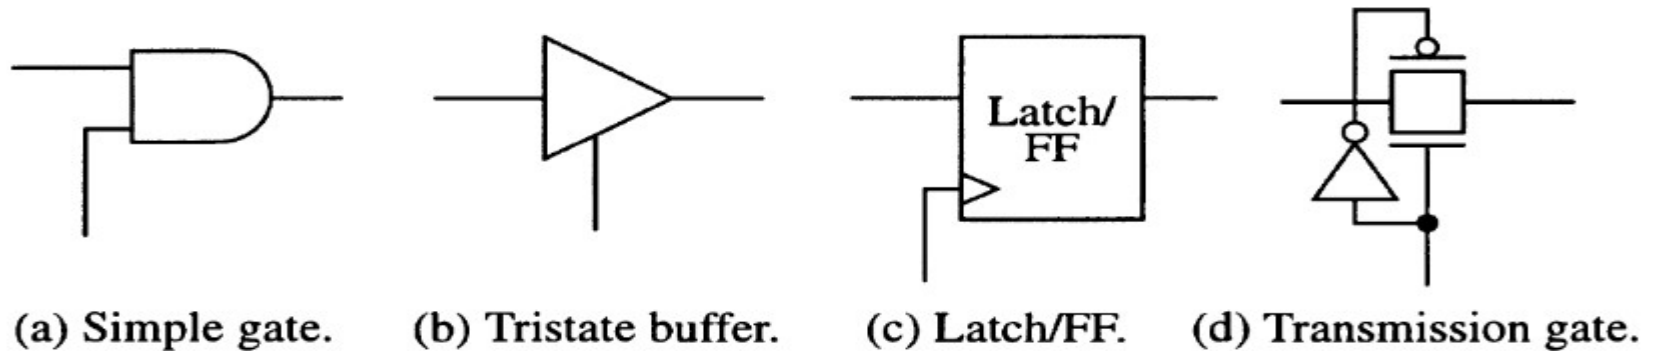 Latch/
FF
(a) Simple gate.
(b) Tristate buffer.
(c) Latch/FF.
(d) Transmission gate.